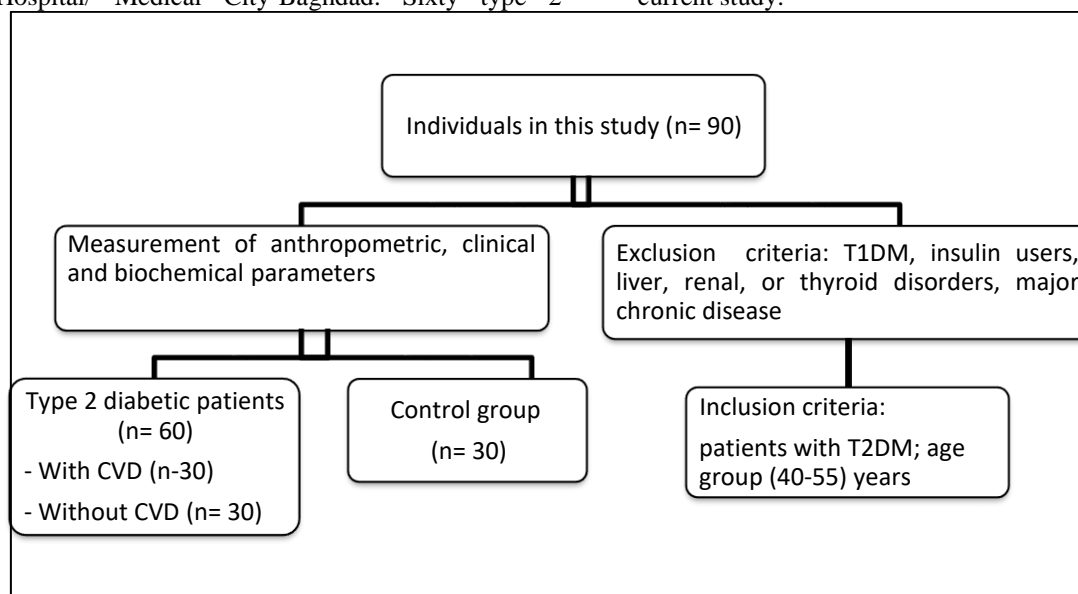 Hospital/ Medical City-Baghdad. Sixty type 2
current study.
Individuals in this study (n= 90)
Measurement of anthropometric, clinical
and biochemical parameters
Exclusion criteria: T1DM, insulin users,
liver, renal, or thyroid disorders, major
chronic disease
Type 2 diabetic patients
(n= 60)
- With CVD (n-30)
- Without CVD (n= 30)
Control group
(n= 30)
Inclusion criteria:
patients with T2DM; age
group (40-55) years